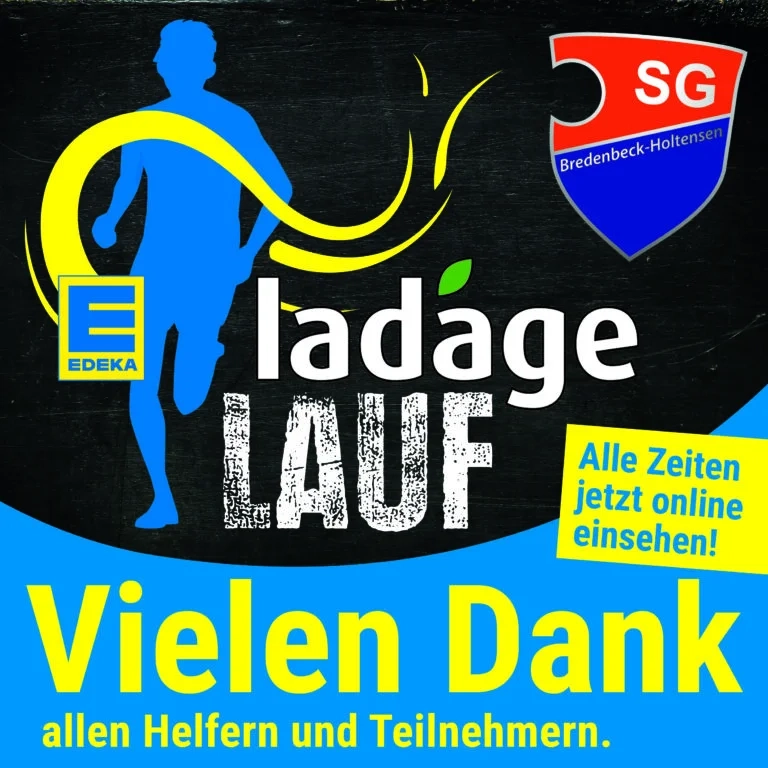 SG
Bredenbeck-Holtensen
E
EDEKA
ladage
LAUF
Alle Zeiten
jetzt online
einsehen!
Vielen Dank
allen Helfern und Teilnehmern.